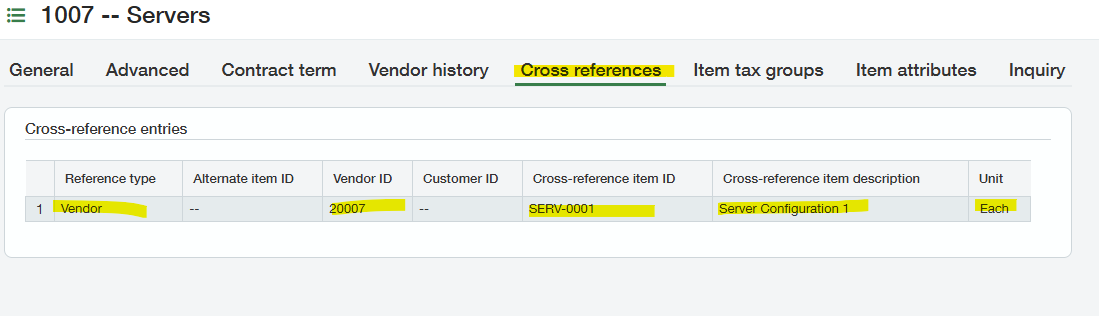 1007 -- Servers
General Advanced Contract term Vendor history Cross references Item tax groups Item attributes Inquiry
Cross-reference entries
Reference type Alternate item ID Vendor ID Customer ID Cross-reference item ID Cross-reference item description Unit
1 Vendor -- 20007 -- SERV-0001 Server Configuration 1 Each